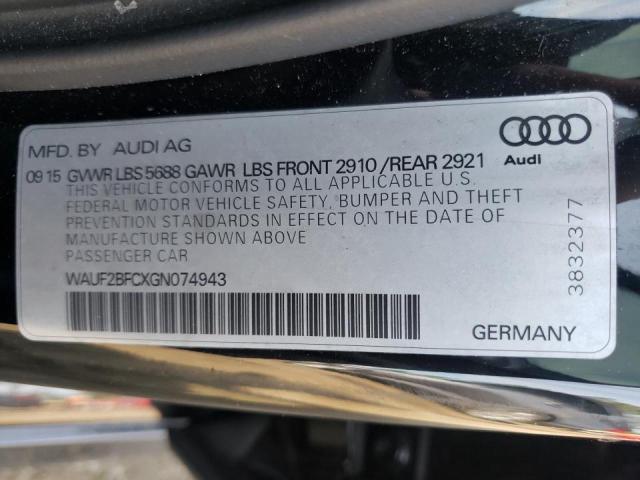 MFD. BY AUDI AG
09 15 GVWR LBS 5688 GAWR LBS FRONT 2910 /REAR 2921
THIS VEHICLE CONFORMS TO ALL APPLICABLE U.S.
FEDERAL MOTOR VEHICLE SAFETY, BUMPER AND THEFT
PREVENTION STANDARDS IN EFFECT ON THE DATE OF
MANUFACTURE SHOWN ABOVE
PASSENGER CAR
WAUF2BFCXGN074943
Audi
3832377
GERMANY